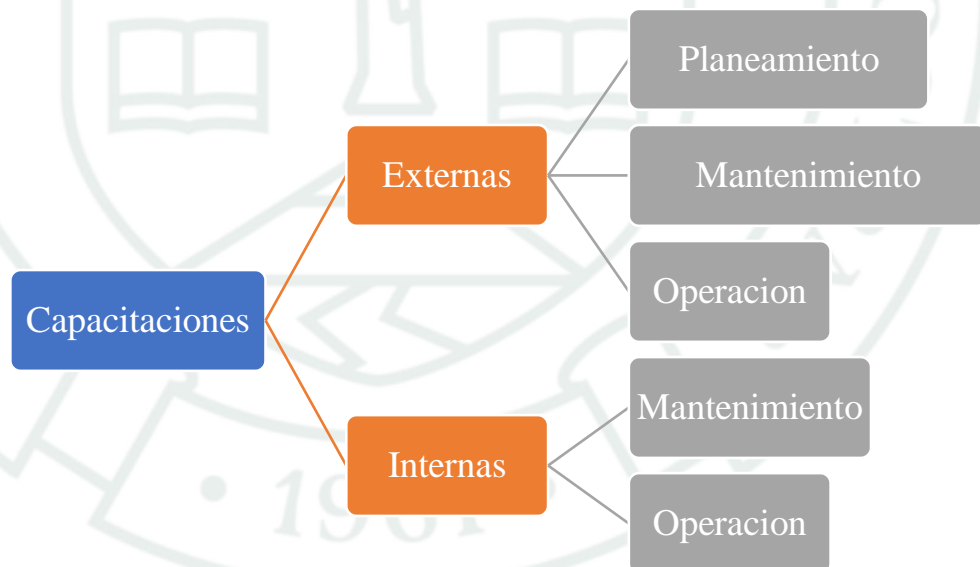 Capacitaciones
Externas
Planeamiento
Mantenimiento
Operacion
Internas
Mantenimiento
Operacion